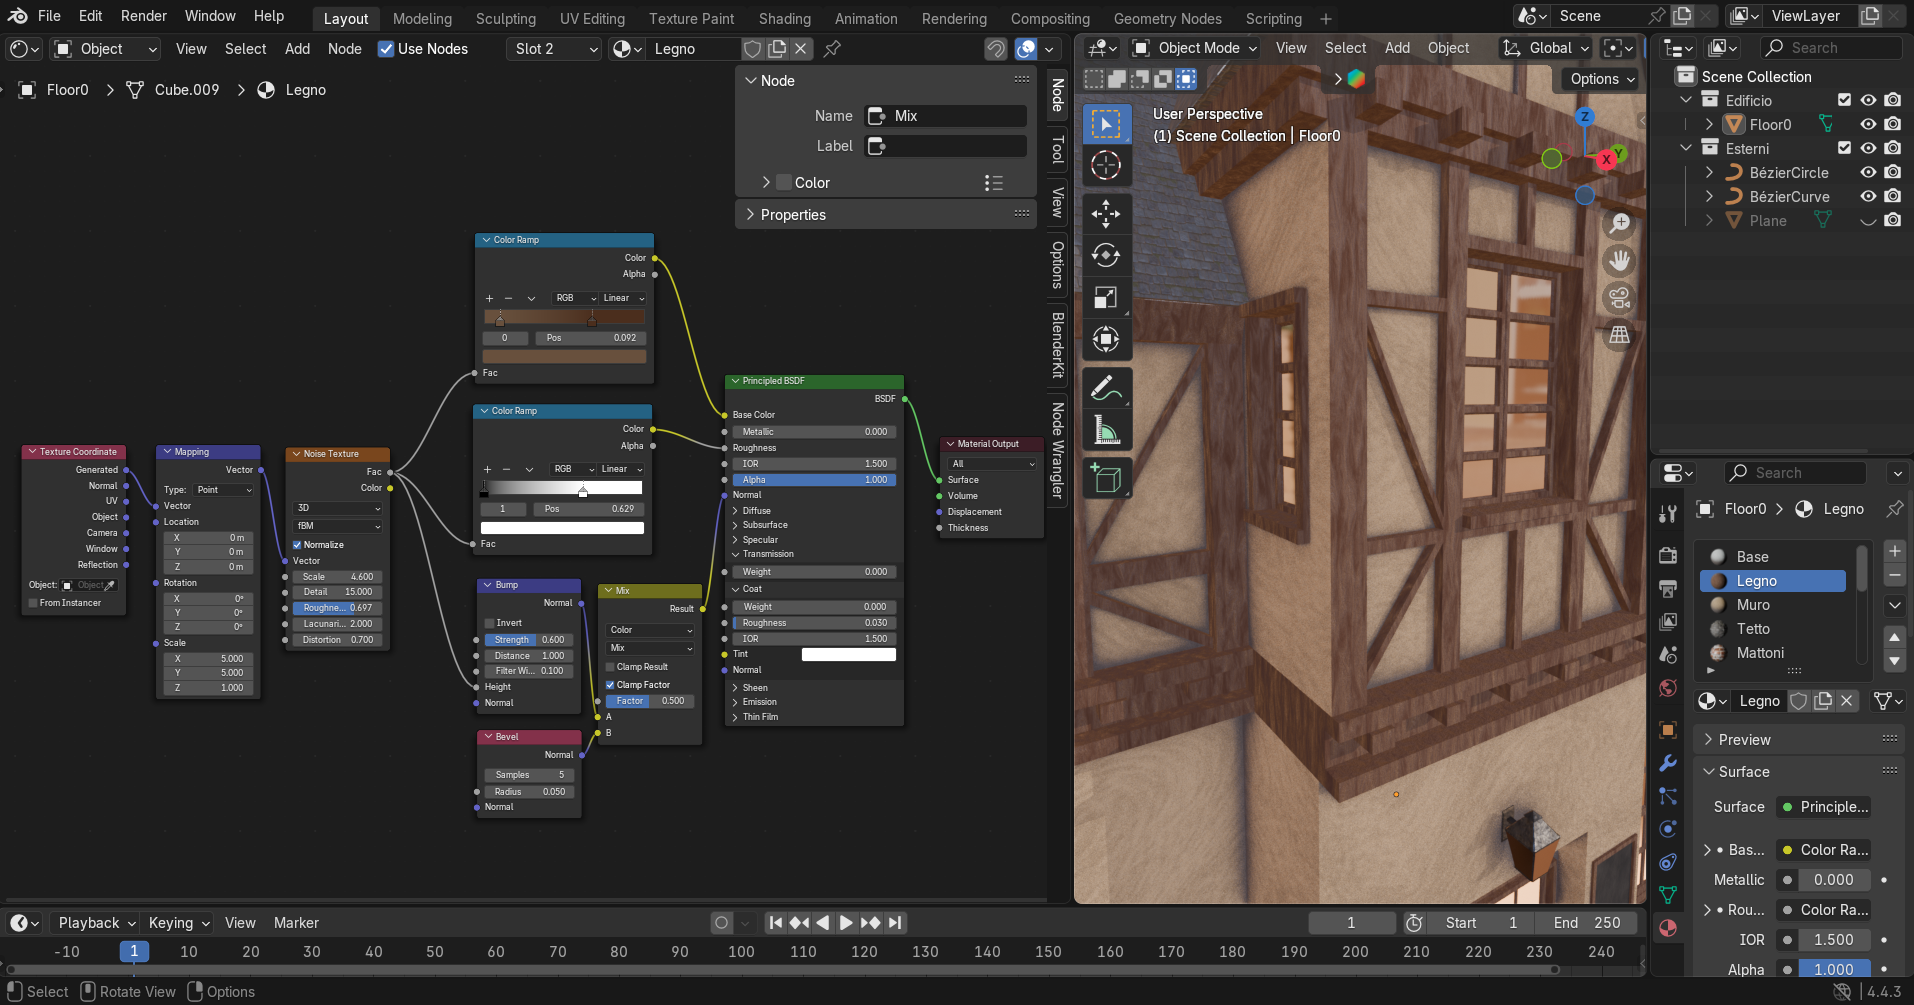 File Edit Render Window Help Layout Modeling Sculpting UV Editing Texture Paint Shading Animation Rendering Compositing Geometry Nodes Scripting + Scene ViewLayer
Object View Select Add Node Use Nodes Slot 2 Legno
Floor0 > Cube.009 > Legno
Node
Name Mix
Label
Color
Properties
Node
Tool
View
Options
BlenderKit
Node Wrangler
Color Ramp
Color
Alpha
RGB Linear
0 Pos 0.092
Fac
Color Ramp
Color
Alpha
RGB Linear
1 Pos 0.629
Fac
Texture Coordinate
Generated
Normal
UV
Object
Camera
Window
Reflection
Object: Object
From Instancer
Mapping
Vector
Type: Point
Vector
Location
X 0 m
Y 0 m
Z 0 m
Rotation
X 0°
Y 0°
Z 0°
Scale
X 5.000
Y 5.000
Z 1.000
Noise Texture
Fac
Color
3D
fBM
Normalize
Vector
Scale 4.600
Detail 15.000
Roughne... 0.697
Lacunari... 2.000
Distortion 0.700
Bump
Normal
Invert
Strength 0.600
Distance 1.000
Filter Wi... 0.100
Height
Normal
Bevel
Normal
Samples 5
Radius 0.050
Normal
Mix
Result
Color
Mix
Clamp Result
Clamp Factor
Factor 0.500
A
B
Principled BSDF
BSDF
Base Color
Metallic 0.000
Roughness
IOR 1.500
Alpha 1.000
Normal
Diffuse
Subsurface
Specular
Transmission
Weight 0.000
Coat
Weight 0.000
Roughness 0.030
IOR 1.500
Tint
Normal
Sheen
Emission
Thin Film
Material Output
All
Surface
Volume
Displacement
Thickness
Object Mode View Select Add Object Global
Options
User Perspective
(1) Scene Collection | Floor0
Z
Y
X
Search
Scene Collection
Edificio
Floor0
Esterni
BézierCircle
BézierCurve
Plane
Search
Floor0 > Legno
Base
Legno
Muro
Tetto
Mattoni
Legno
Preview
Surface
Surface Principle...
Bas... Color Ra...
Metallic 0.000
Rou... Color Ra...
IOR 1.500
Alpha 1.000
Playback Keying View Marker 1 Start 1 End 250
-10 1 10 20 30 40 50 60 70 80 90 100 110 120 130 140 150 160 170 180 190 200 210 220 230 240
Select Rotate View Options 4.4.3